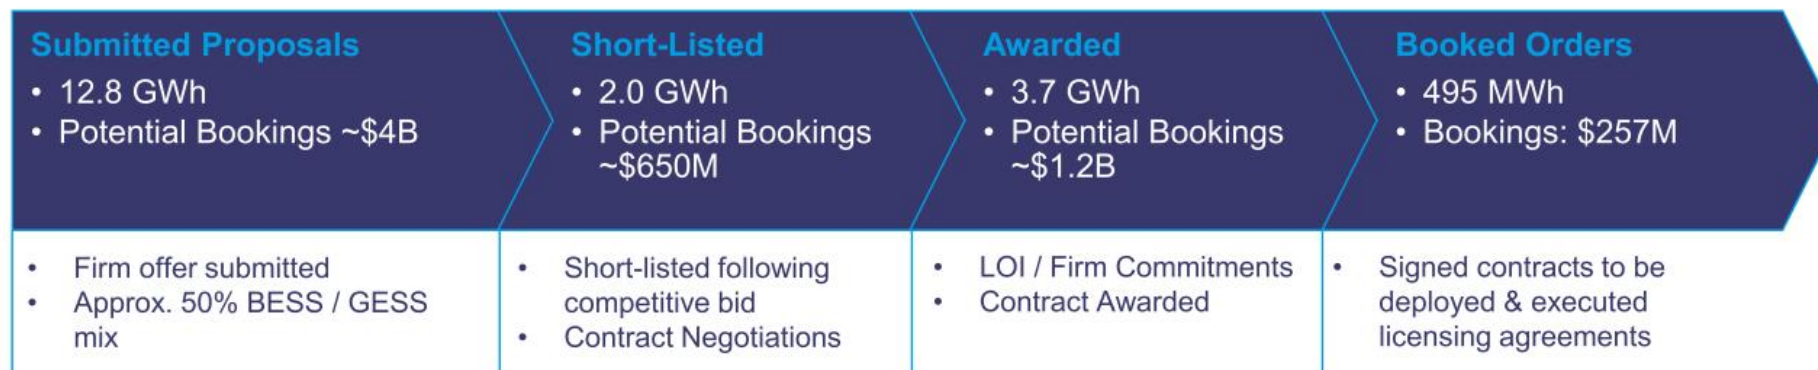 Submitted Proposals
• 12.8 GWh
• Potential Bookings ~$4B
Short-Listed
• 2.0 GWh
• Potential Bookings
~$650M
Awarded
• 3.7 GWh
• Potential Bookings
~$1.2B
Booked Orders
• 495 MWh
• Bookings: $257M
• Firm offer submitted
• Approx. 50% BESS / GESS
mix
• Short-listed following
competitive bid
• Contract Negotiations
• LOI / Firm Commitments
• Contract Awarded
• Signed contracts to be
deployed & executed
licensing agreements